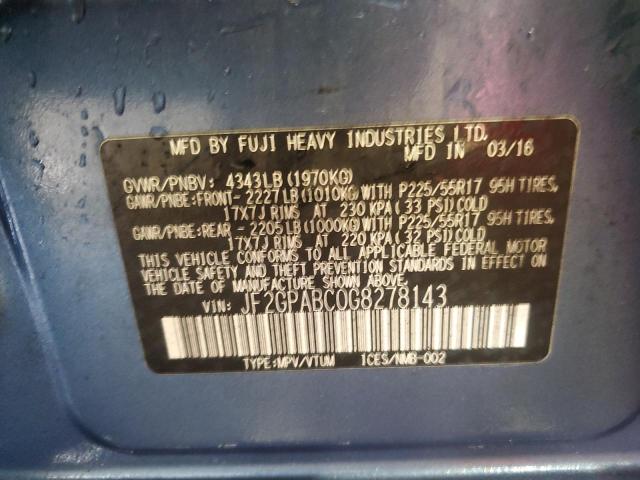 MFD BY FUJI HEAVY INDUSTRIES LTD.
MFD IN 03/16
GVWR/PNBV: 4343LB(1970KG)
GAWR/PNBE:FRONT- 2227LB(1010KG)WITH P225/55R17 95H TIRES,
17X7J RIMS AT 230 KPA( 33 PSI)COLD
GAWR/PNBE:REAR - 2205LB(1000KG)WITH P225/55R17 95H TIRES,
17X7J RIMS AT 220 KPA( 32 PSI)COLD
THIS VEHICLE CONFORMS TO ALL APPLICABLE FEDERAL MOTOR
VEHICLE SAFETY AND THEFT PREVENTION STANDARDS IN EFFECT ON
THE DATE OF MANUFACTURE SHOWN ABOVE.
VIN: JF2GPABC0G8278143
TYPE:MPV/VTUM 1CES/NMB-002